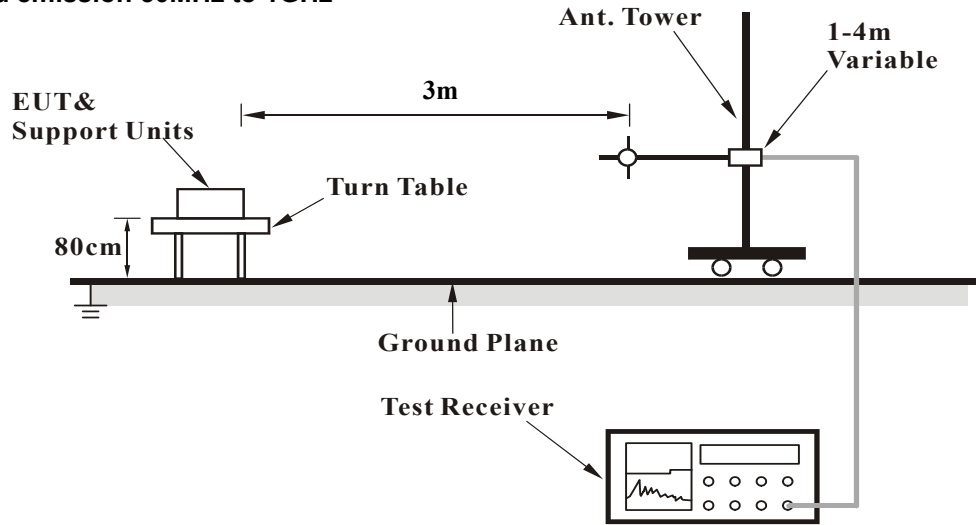 Ant. Tower
1-4m
Variable
3m
EUT&
Support Units
Turn Table
80cm
Ground Plane
Test Receiver